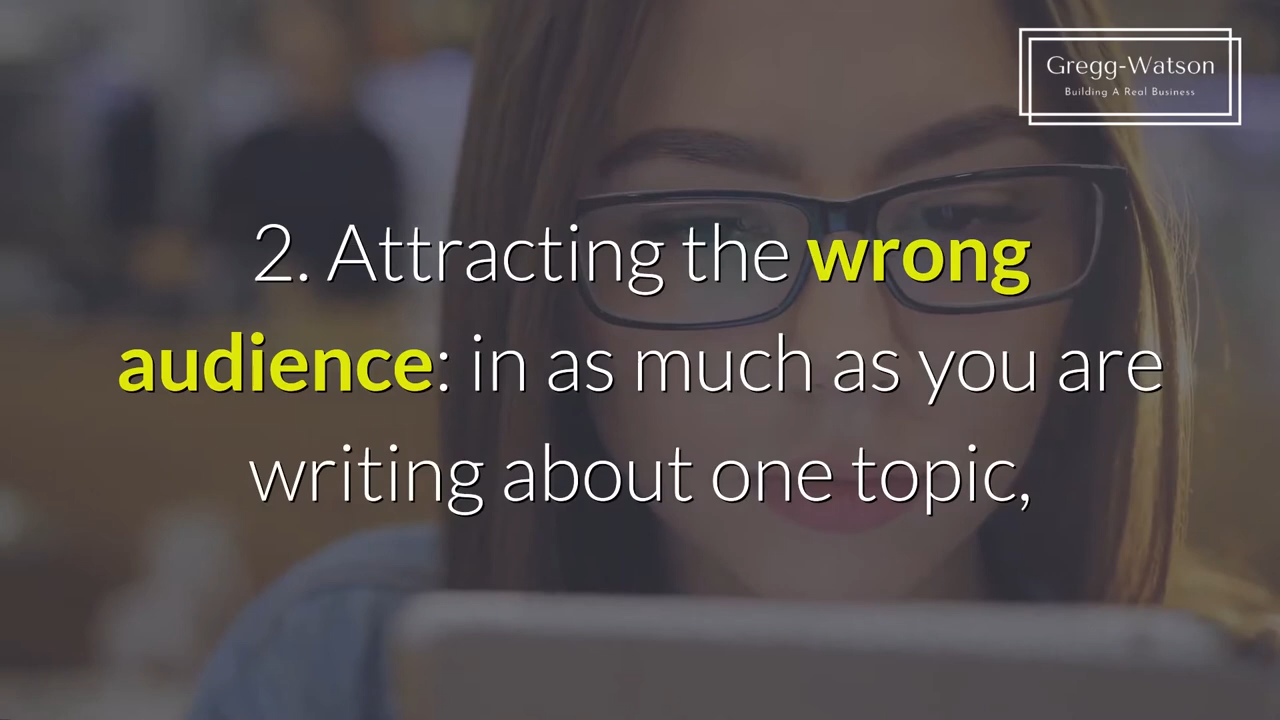 Gregg-Watson
Building A Real Business
2. Attracting the wrong
audience: in as much as you are
writing about one topic,